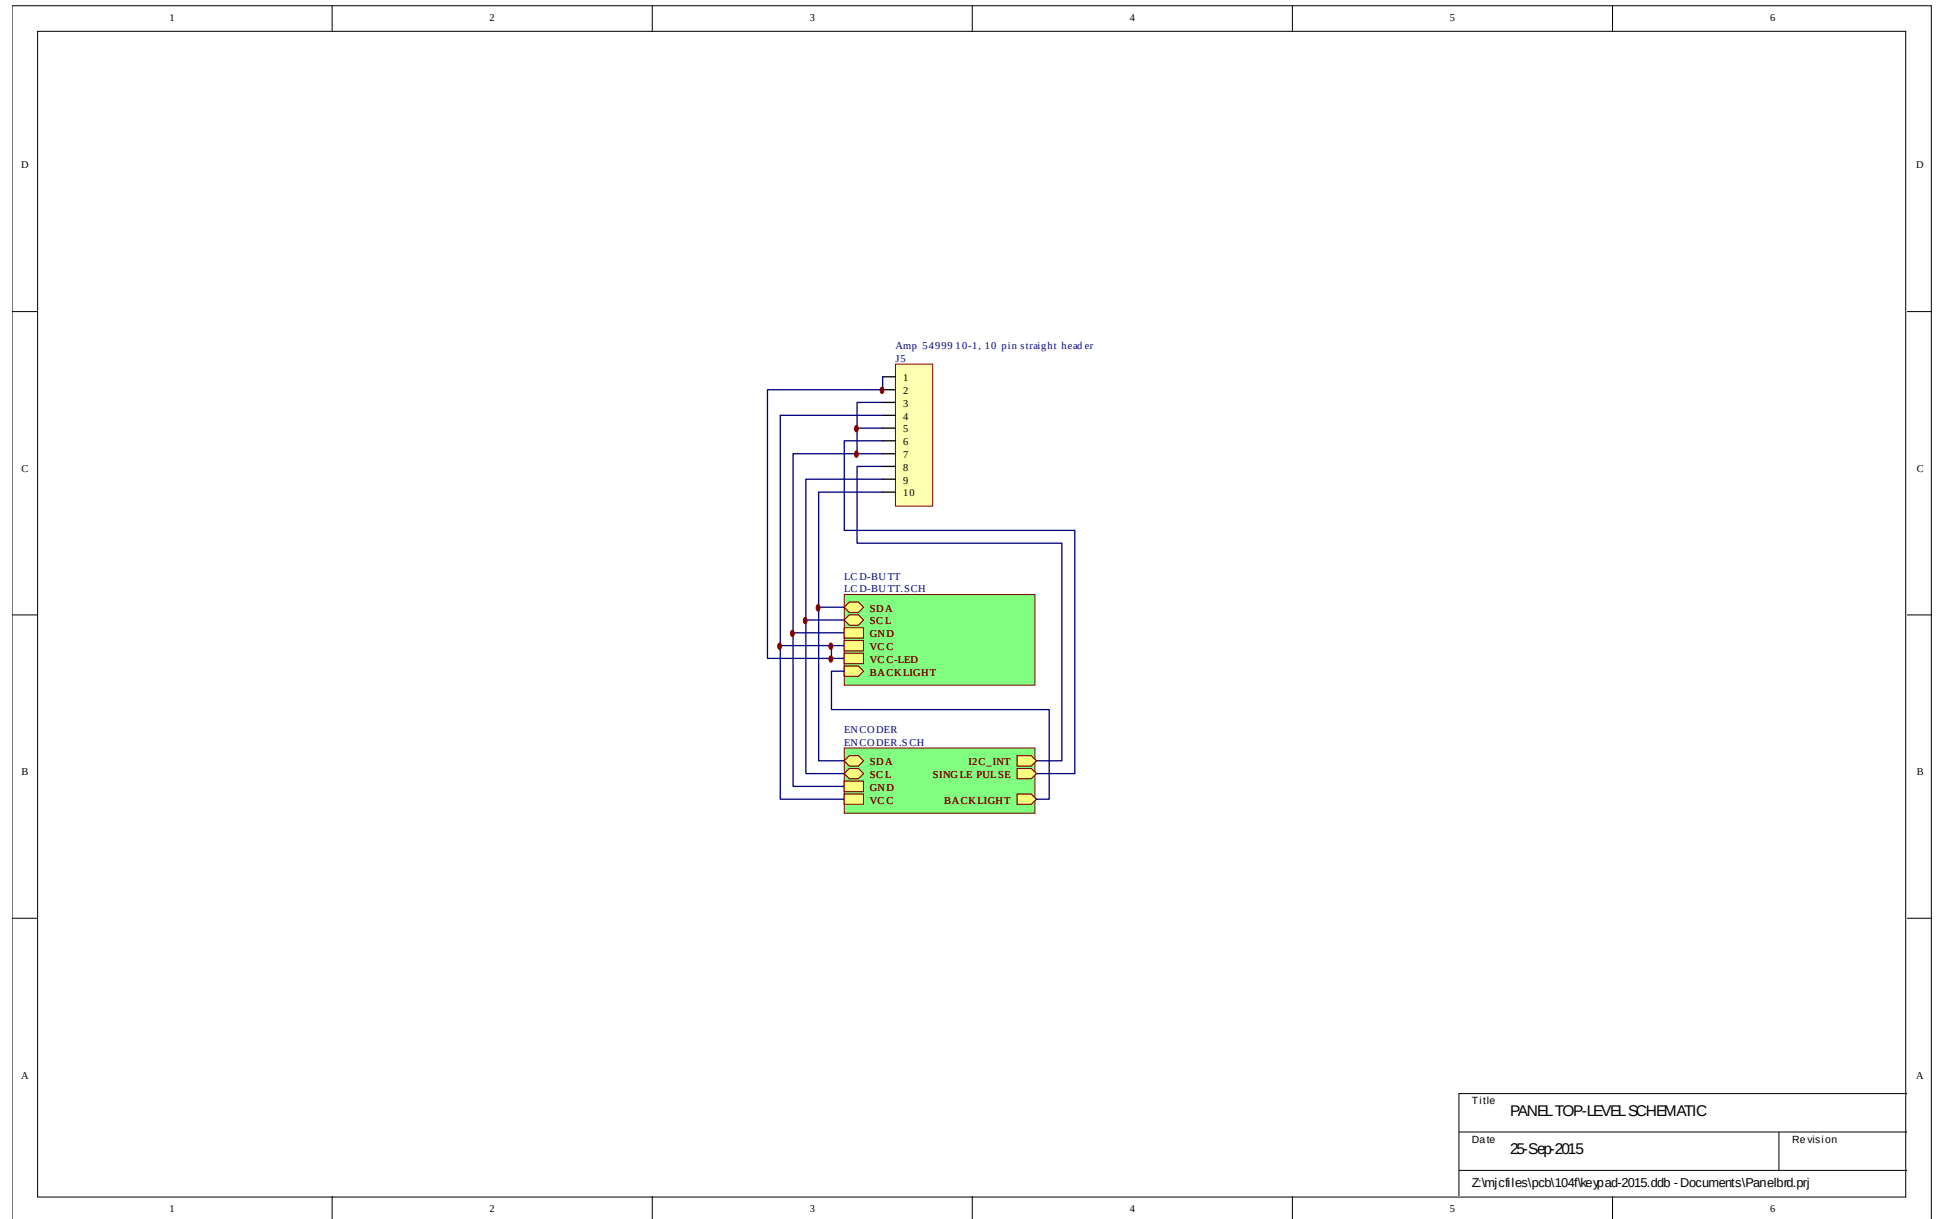 1 2 3 4 5 6
D D
Amp 549991 0-1, 10 pin straight header
J5
1
2
3
4
5
6
7
8
9
10
C C
LCD-BUTT
LCD-BUTT.SCH
SDA
SCL
GND
VCC
VCC-LED
BACKLIGHT
ENCODER
ENCODER.SCH
SDA I2C_INT
SCL SINGLE PULSE
GND
VCC BACKLIGHT
B B
A A
Title PANEL TOP-LEVEL SCHEMATIC
Date 25-Sep-2015 Revision
Z:\mjcfiles\pcb\104f\keypad-2015.ddb - Documents\Panelbrd.prj
1 2 3 4 5 6